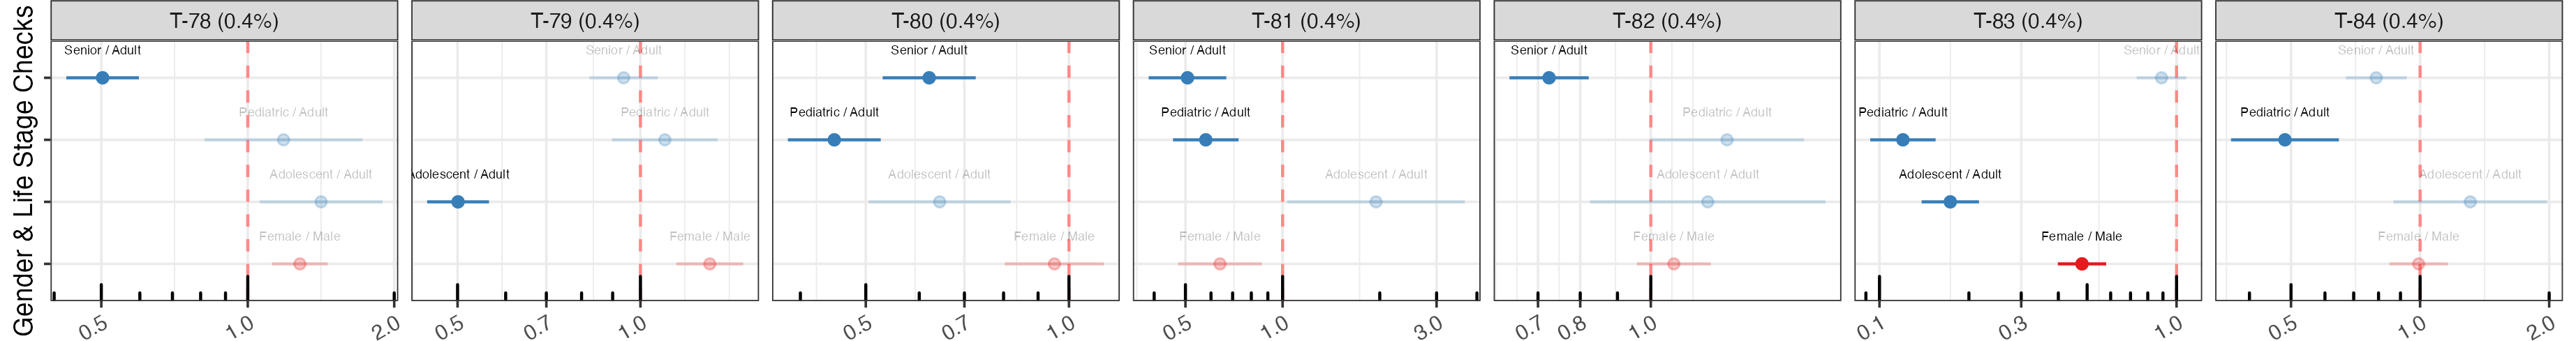 Gender & Life Stage Checks
T-78 (0.4%)
Senior / Adult
Pediatric / Adult
Adolescent / Adult
Female / Male
0.5 1.0 2.0
T-79 (0.4%)
Senior / Adult
Pediatric / Adult
Adolescent / Adult
Female / Male
0.5 0.7 1.0
T-80 (0.4%)
Senior / Adult
Pediatric / Adult
Adolescent / Adult
Female / Male
0.5 0.7 1.0
T-81 (0.4%)
Senior / Adult
Pediatric / Adult
Adolescent / Adult
Female / Male
0.5 1.0 3.0
T-82 (0.4%)
Senior / Adult
Pediatric / Adult
Adolescent / Adult
Female / Male
0.7 0.8 1.0
T-83 (0.4%)
Senior / Adult
Pediatric / Adult
Adolescent / Adult
Female / Male
0.1 0.3 1.0
T-84 (0.4%)
Senior / Adult
Pediatric / Adult
Adolescent / Adult
Female / Male
0.5 1.0 2.0